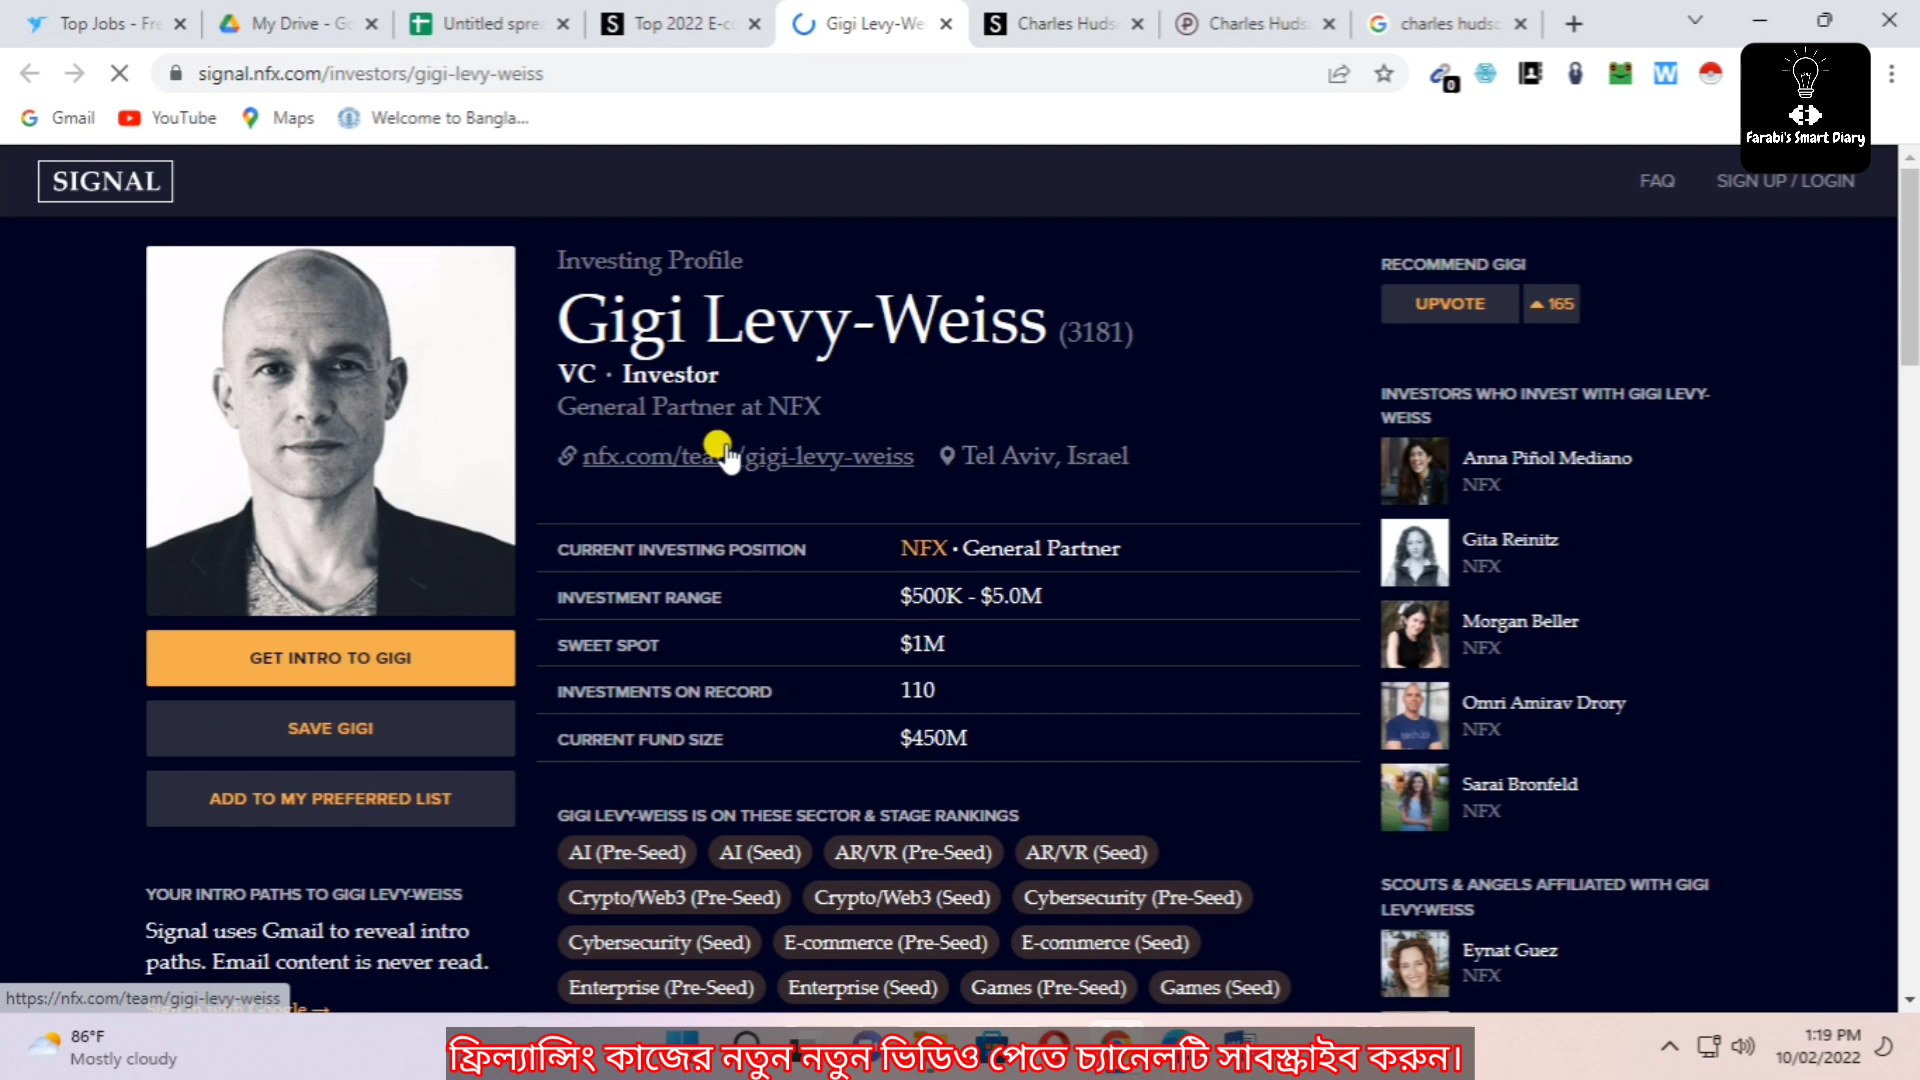 Top Jobs - Fre
My Drive - Go
Untitled spre
Top 2022 E-co
Gigi Levy-We
Charles Huds
Charles Huds
charles huds
signal.nfx.com/investors/gigi-levy-weiss
0
Gmail
YouTube
Maps
Welcome to Bangla...
Farabi's Smart Diary
SIGNAL
FAQ
SIGN UP / LOGIN
Investing Profile
Gigi Levy-Weiss (3181)
VC · Investor
General Partner at NFX
nfx.com/team/gigi-levy-weiss
Tel Aviv, Israel
CURRENT INVESTING POSITION
NFX · General Partner
INVESTMENT RANGE
$500K - $5.0M
SWEET SPOT
$1M
INVESTMENTS ON RECORD
110
CURRENT FUND SIZE
$450M
GET INTRO TO GIGI
SAVE GIGI
ADD TO MY PREFERRED LIST
YOUR INTRO PATHS TO GIGI LEVY-WEISS
Signal uses Gmail to reveal intro
paths. Email content is never read.
GIGI LEVY-WEISS IS ON THESE SECTOR & STAGE RANKINGS
AI (Pre-Seed)
AI (Seed)
AR/VR (Pre-Seed)
AR/VR (Seed)
Crypto/Web3 (Pre-Seed)
Crypto/Web3 (Seed)
Cybersecurity (Pre-Seed)
Cybersecurity (Seed)
E-commerce (Pre-Seed)
E-commerce (Seed)
Enterprise (Pre-Seed)
Enterprise (Seed)
Games (Pre-Seed)
Games (Seed)
RECOMMEND GIGI
UPVOTE
165
INVESTORS WHO INVEST WITH GIGI LEVY-
WEISS
Anna Piñol Mediano
NFX
Gita Reinitz
NFX
Morgan Beller
NFX
Omri Amirav Drory
NFX
Sarai Bronfeld
NFX
SCOUTS & ANGELS AFFILIATED WITH GIGI
LEVY-WEISS
Eynat Guez
NFX
https://nfx.com/team/gigi-levy-weiss
86°F
Mostly cloudy
ফ্রিল্যান্সিং কাজের নতুন নতুন ভিডিও পেতে চ্যানেলটি সাবস্ক্রাইব করুন।
1:19 PM
10/02/2022